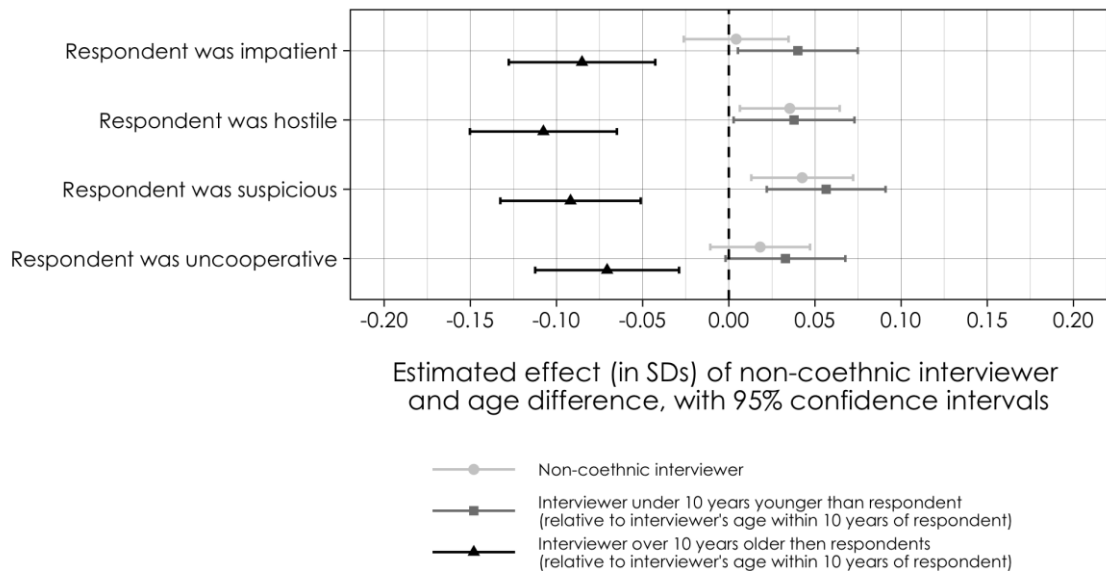 Respondent was impatient
Respondent was hostile
Respondent was suspicious
Respondent was uncooperative
-0.20 -0.15 -0.10 -0.05 0.00 0.05 0.10 0.15 0.20
Estimated effect (in SDs) of non-coethnic interviewer
and age difference, with 95% confidence intervals
Non-coethnic interviewer
Interviewer under 10 years younger than respondent
(relative to interviewer's age within 10 years of respondent)
Interviewer over 10 years older then respondents
(relative to interviewer's age within 10 years of respondent)